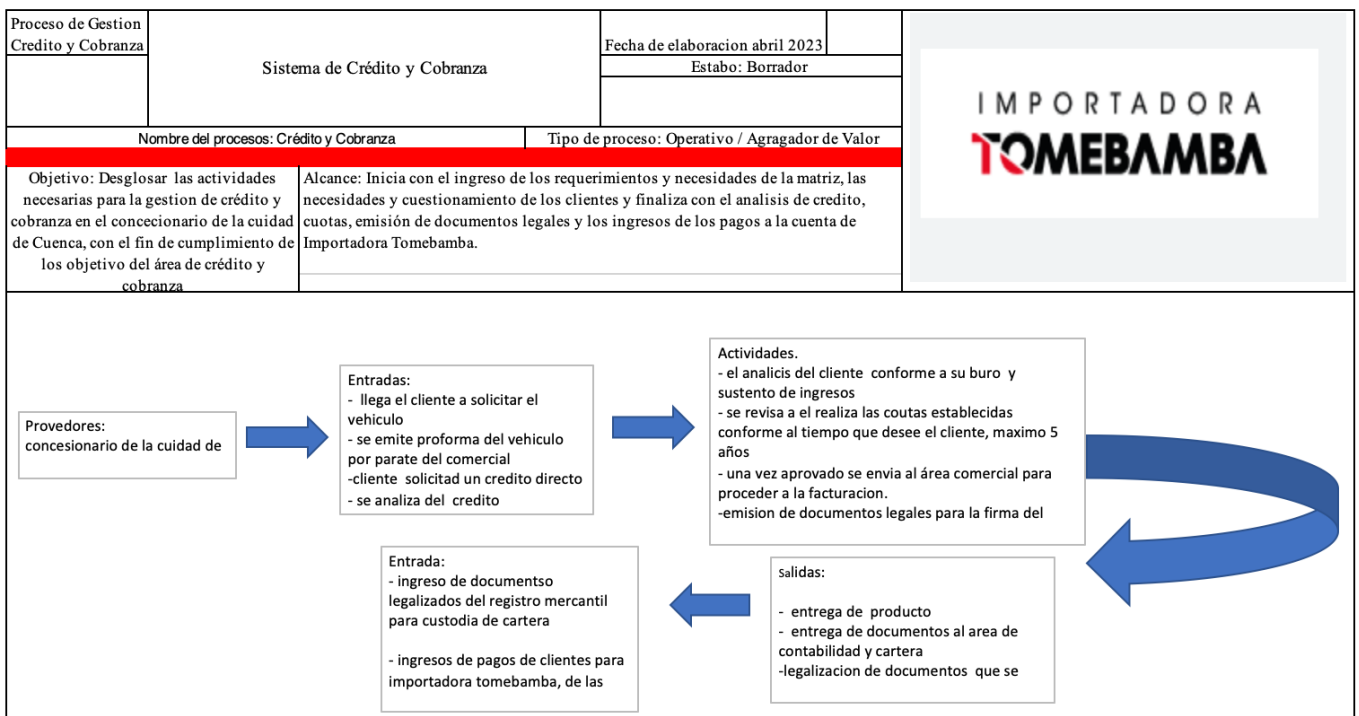 Proceso de Gestion
Credito y Cobranza
Sistema de Crédito y Cobranza
Fecha de elaboracion abril 2023
Estabo: Borrador
Nombre del procesos: Crédito y Cobranza
Tipo de proceso: Operativo / Agragador de Valor
IMPORTADORA
TOMEBAMBA
Objetivo: Desglosar las actividades
necesarias para la gestion de crédito y
cobranza en el concecionario de la cuidad
de Cuenca, con el fin de cumplimiento de
los objetivo del área de crédito y
cobranza
Alcance: Inicia con el ingreso de los requerimientos y necesidades de la matriz, las
necesidades y cuestionamiento de los clientes y finaliza con el analisis de credito,
cuotas, emisión de documentos legales y los ingresos de los pagos a la cuenta de
Importadora Tomebamba.
Provedores:
concesionario de la cuidad de
Entradas:
- llega el cliente a solicitar el
vehiculo
- se emite proforma del vehiculo
por parate del comercial
-cliente solicitad un credito directo
- se analiza del credito
Actividades.
- el analicis del cliente conforme a su buro y
sustento de ingresos
- se revisa a el realiza las coutas establecidas
conforme al tiempo que desee el cliente, maximo 5
años
- una vez aprovado se envia al área comercial para
proceder a la facturacion.
-emision de documentos legales para la firma del
Salidas:
- entrega de producto
- entrega de documentos al area de
contabilidad y cartera
-legalizacion de documentos que se
Entrada:
- ingreso de documentso
legalizados del registro mercantil
para custodia de cartera
- ingresos de pagos de clientes para
importadora tomebamba, de las